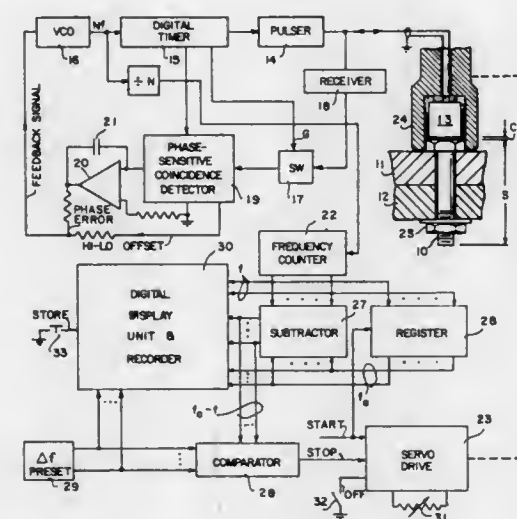 VCO
16
Nf
DIGITAL
TIMER
15
PULSER
14
÷ N
RECEIVER
18
24
13
C
S
11
12
25
10
FEEDBACK SIGNAL
21
20
PHASE-
SENSITIVE
COINCIDENCE
DETECTOR
19
G
SW
17
PHASE
ERROR
HI-LO
OFFSET
22
FREQUENCY
COUNTER
30
f
STORE
33
DIGITAL
DISPLAY
UNIT &
RECORDER
27
SUBTRACTOR
REGISTER
26
f₀-f
f₀
START
STOP
23
SERVO
DRIVE
OFF
32
31
Δf
PRESET
29
COMPARATOR
28